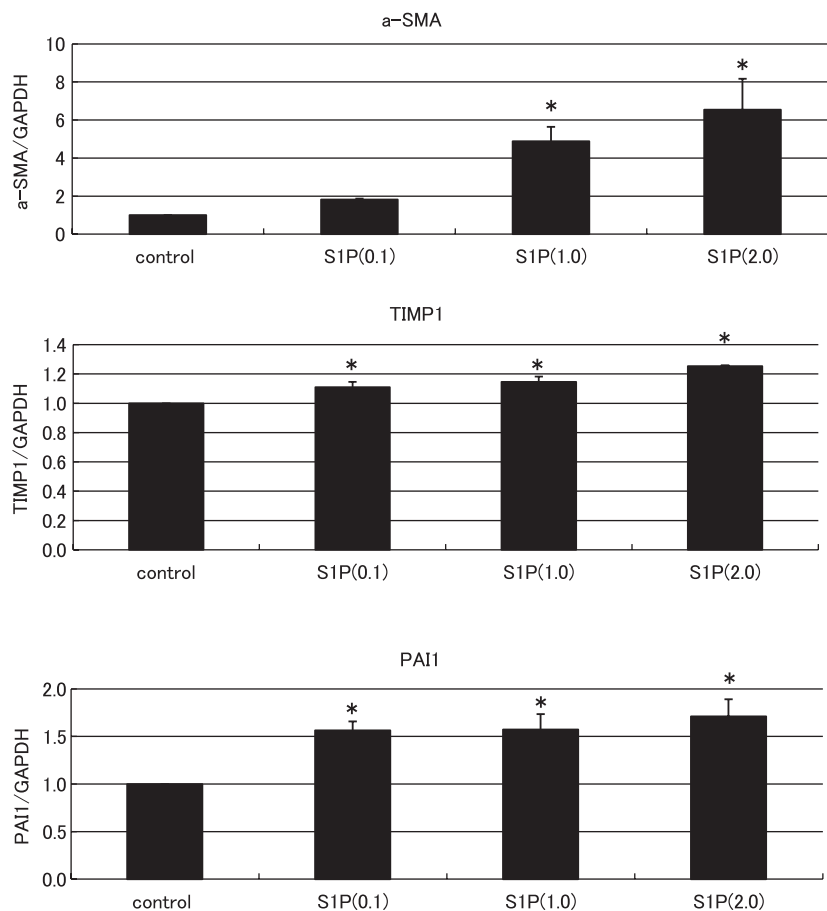 a-SMA
a-SMA/GAPDH
10
8
6
4
2
0
*
*
control
S1P(0.1)
S1P(1.0)
S1P(2.0)
TIMP1
TIMP1/GAPDH
1.4
1.2
1.0
0.8
0.6
0.4
0.2
0.0
*
*
*
control
S1P(0.1)
S1P(1.0)
S1P(2.0)
PAI1
PAI1/GAPDH
2.0
1.5
1.0
0.5
0.0
*
*
*
control
S1P(0.1)
S1P(1.0)
S1P(2.0)